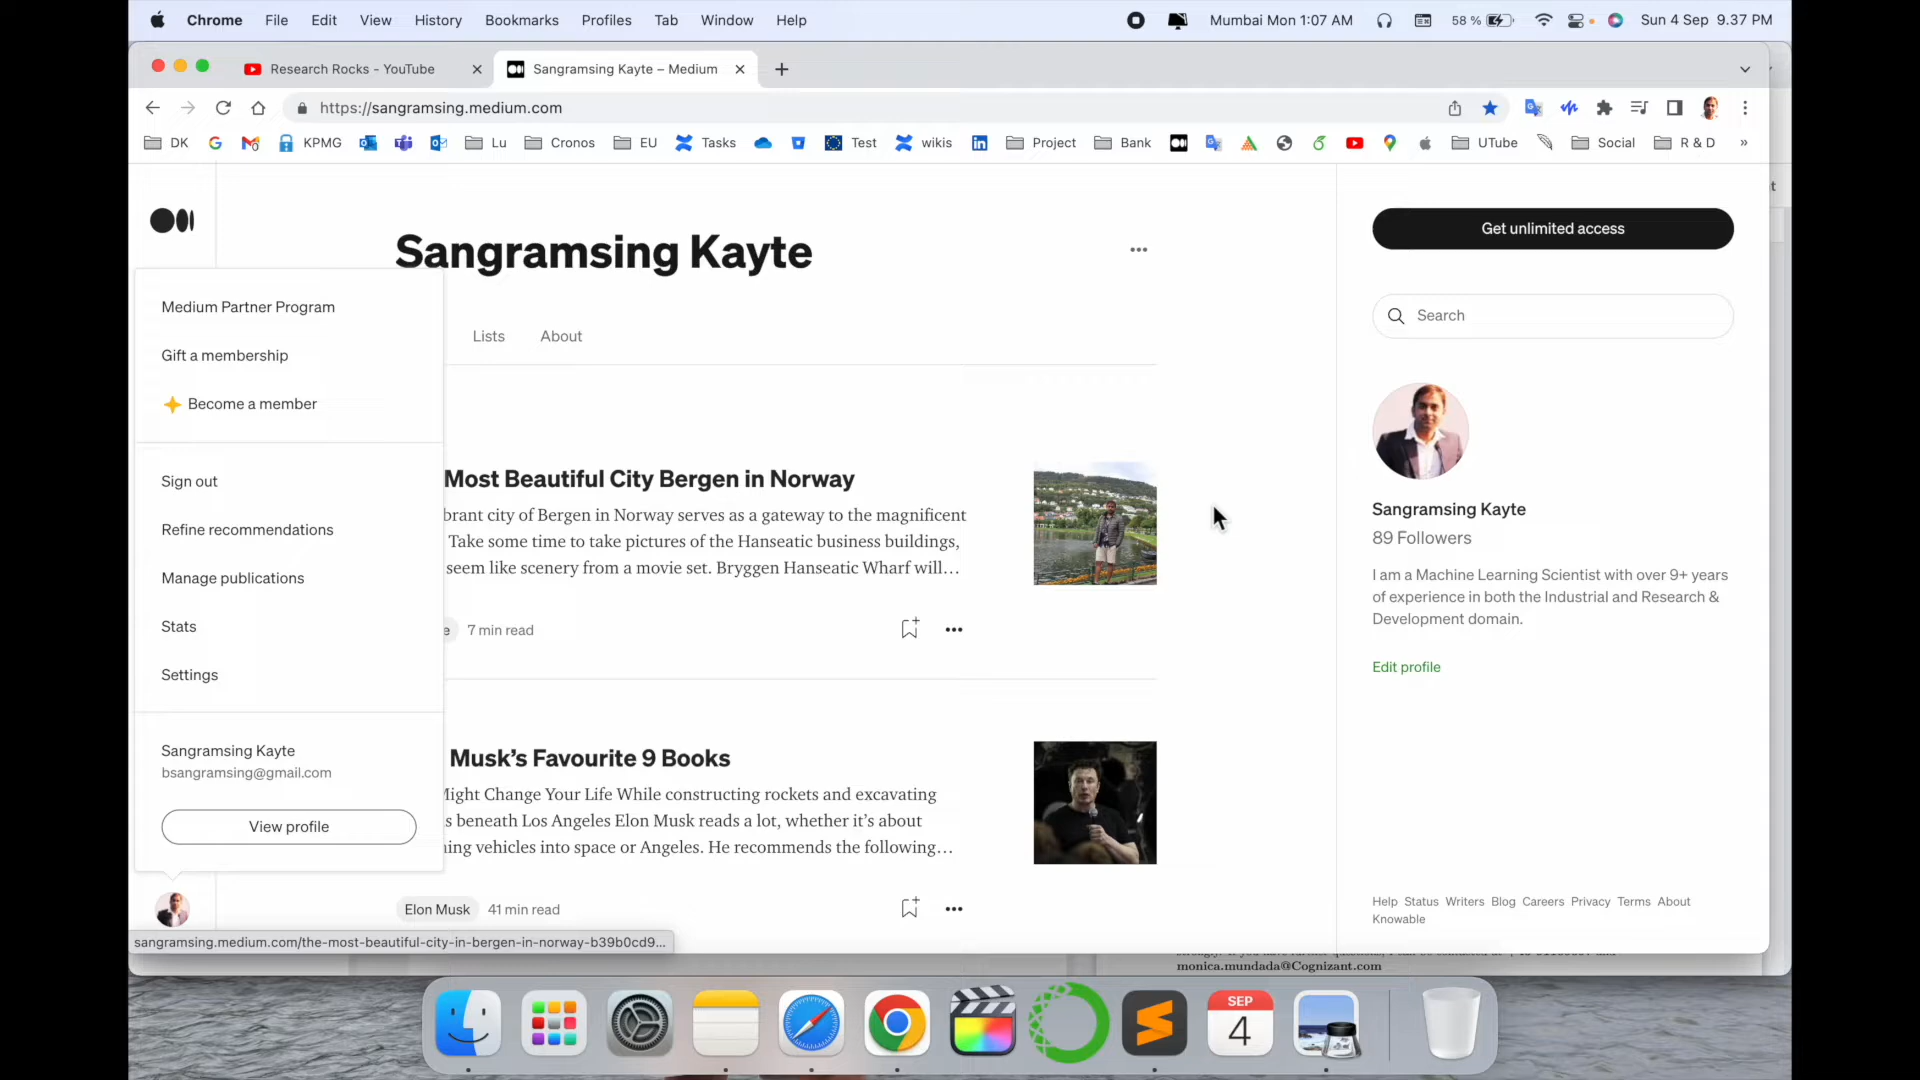 Chrome File Edit View History Bookmarks Profiles Tab Window Help
Mumbai Mon 1:07 AM 58 % Sun 4 Sep 9.37 PM
Research Rocks - YouTube
Sangramsing Kayte – Medium
https://sangramsing.medium.com
DK KPMG Lu Cronos EU Tasks Test wikis Project Bank UTube Social R & D »
Sangramsing Kayte
Lists About
Medium Partner Program
Gift a membership
Become a member
Sign out
Refine recommendations
Manage publications
Stats
Settings
Sangramsing Kayte
bsangramsing@gmail.com
View profile
Most Beautiful City Bergen in Norway
brant city of Bergen in Norway serves as a gateway to the magnificent
Take some time to take pictures of the Hanseatic business buildings,
seem like scenery from a movie set. Bryggen Hanseatic Wharf will…
e 7 min read
Musk’s Favourite 9 Books
Might Change Your Life While constructing rockets and excavating
s beneath Los Angeles Elon Musk reads a lot, whether it’s about
ing vehicles into space or Angeles. He recommends the following…
Elon Musk 41 min read
sangramsing.medium.com/the-most-beautiful-city-in-bergen-in-norway-b39b0cd9...
Get unlimited access
Search
Sangramsing Kayte
89 Followers
I am a Machine Learning Scientist with over 9+ years
of experience in both the Industrial and Research &
Development domain.
Edit profile
Help Status Writers Blog Careers Privacy Terms About
Knowable
monica.mundada@Cognizant.com
SEP
4